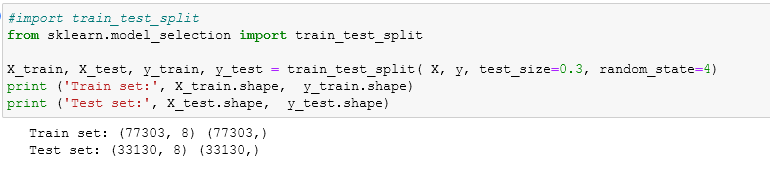 #import train_test_split
from sklearn.model_selection import train_test_split
X_train, X_test, y_train, y_test = train_test_split( X, y, test_size=0.3, random_state=4)
print ('Train set:', X_train.shape,  y_train.shape)
print ('Test set:', X_test.shape,  y_test.shape)
Train set: (77303, 8) (77303,)
Test set: (33130, 8) (33130,)